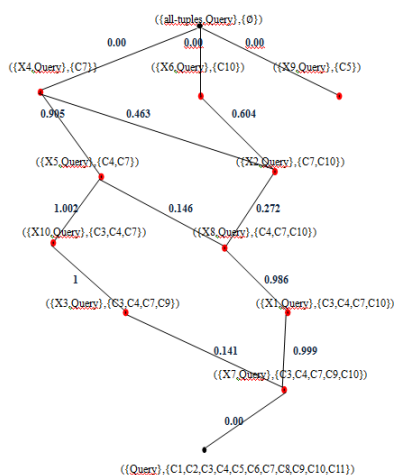 ({all-tuples,Query},{Ø})
0.00 0.00 0.00
({X4,Query},{C7}) ({X6,Query},{C10}) ({X9,Query},{C5})
0.905 0.463 0.604
({X5,Query},{C4,C7}) ({X2,Query},{C7,C10})
1.002 0.146 0.272
({X10,Query},{C3,C4,C7}) ({X8,Query},{C4,C7,C10})
1 0.986
({X3,Query},{C3,C4,C7,C9}) ({X1,Query},{C3,C4,C7,C10})
0.141 0.999
({X7,Query},{C3,C4,C7,C9,C10})
0.00
({Query},{C1,C2,C3,C4,C5,C6,C7,C8,C9,C10,C11})